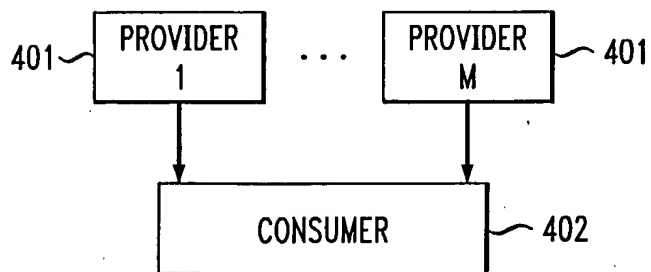 401
PROVIDER
1
...
PROVIDER
M
401
CONSUMER
402